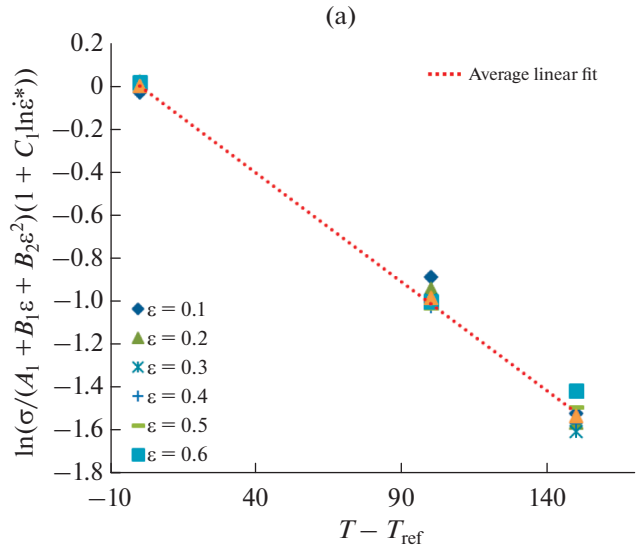 (a)
0.2
0
−0.2
−0.4
−0.6
−0.8
−1.0
−1.2
−1.4
−1.6
−1.8
ln(σ/(A₁ + B₁ε + B₂ε²)(1 + C₁lnε̇*))
Average linear fit
ε = 0.1
ε = 0.2
ε = 0.3
ε = 0.4
ε = 0.5
ε = 0.6
−10 40 90 140
T − Tref